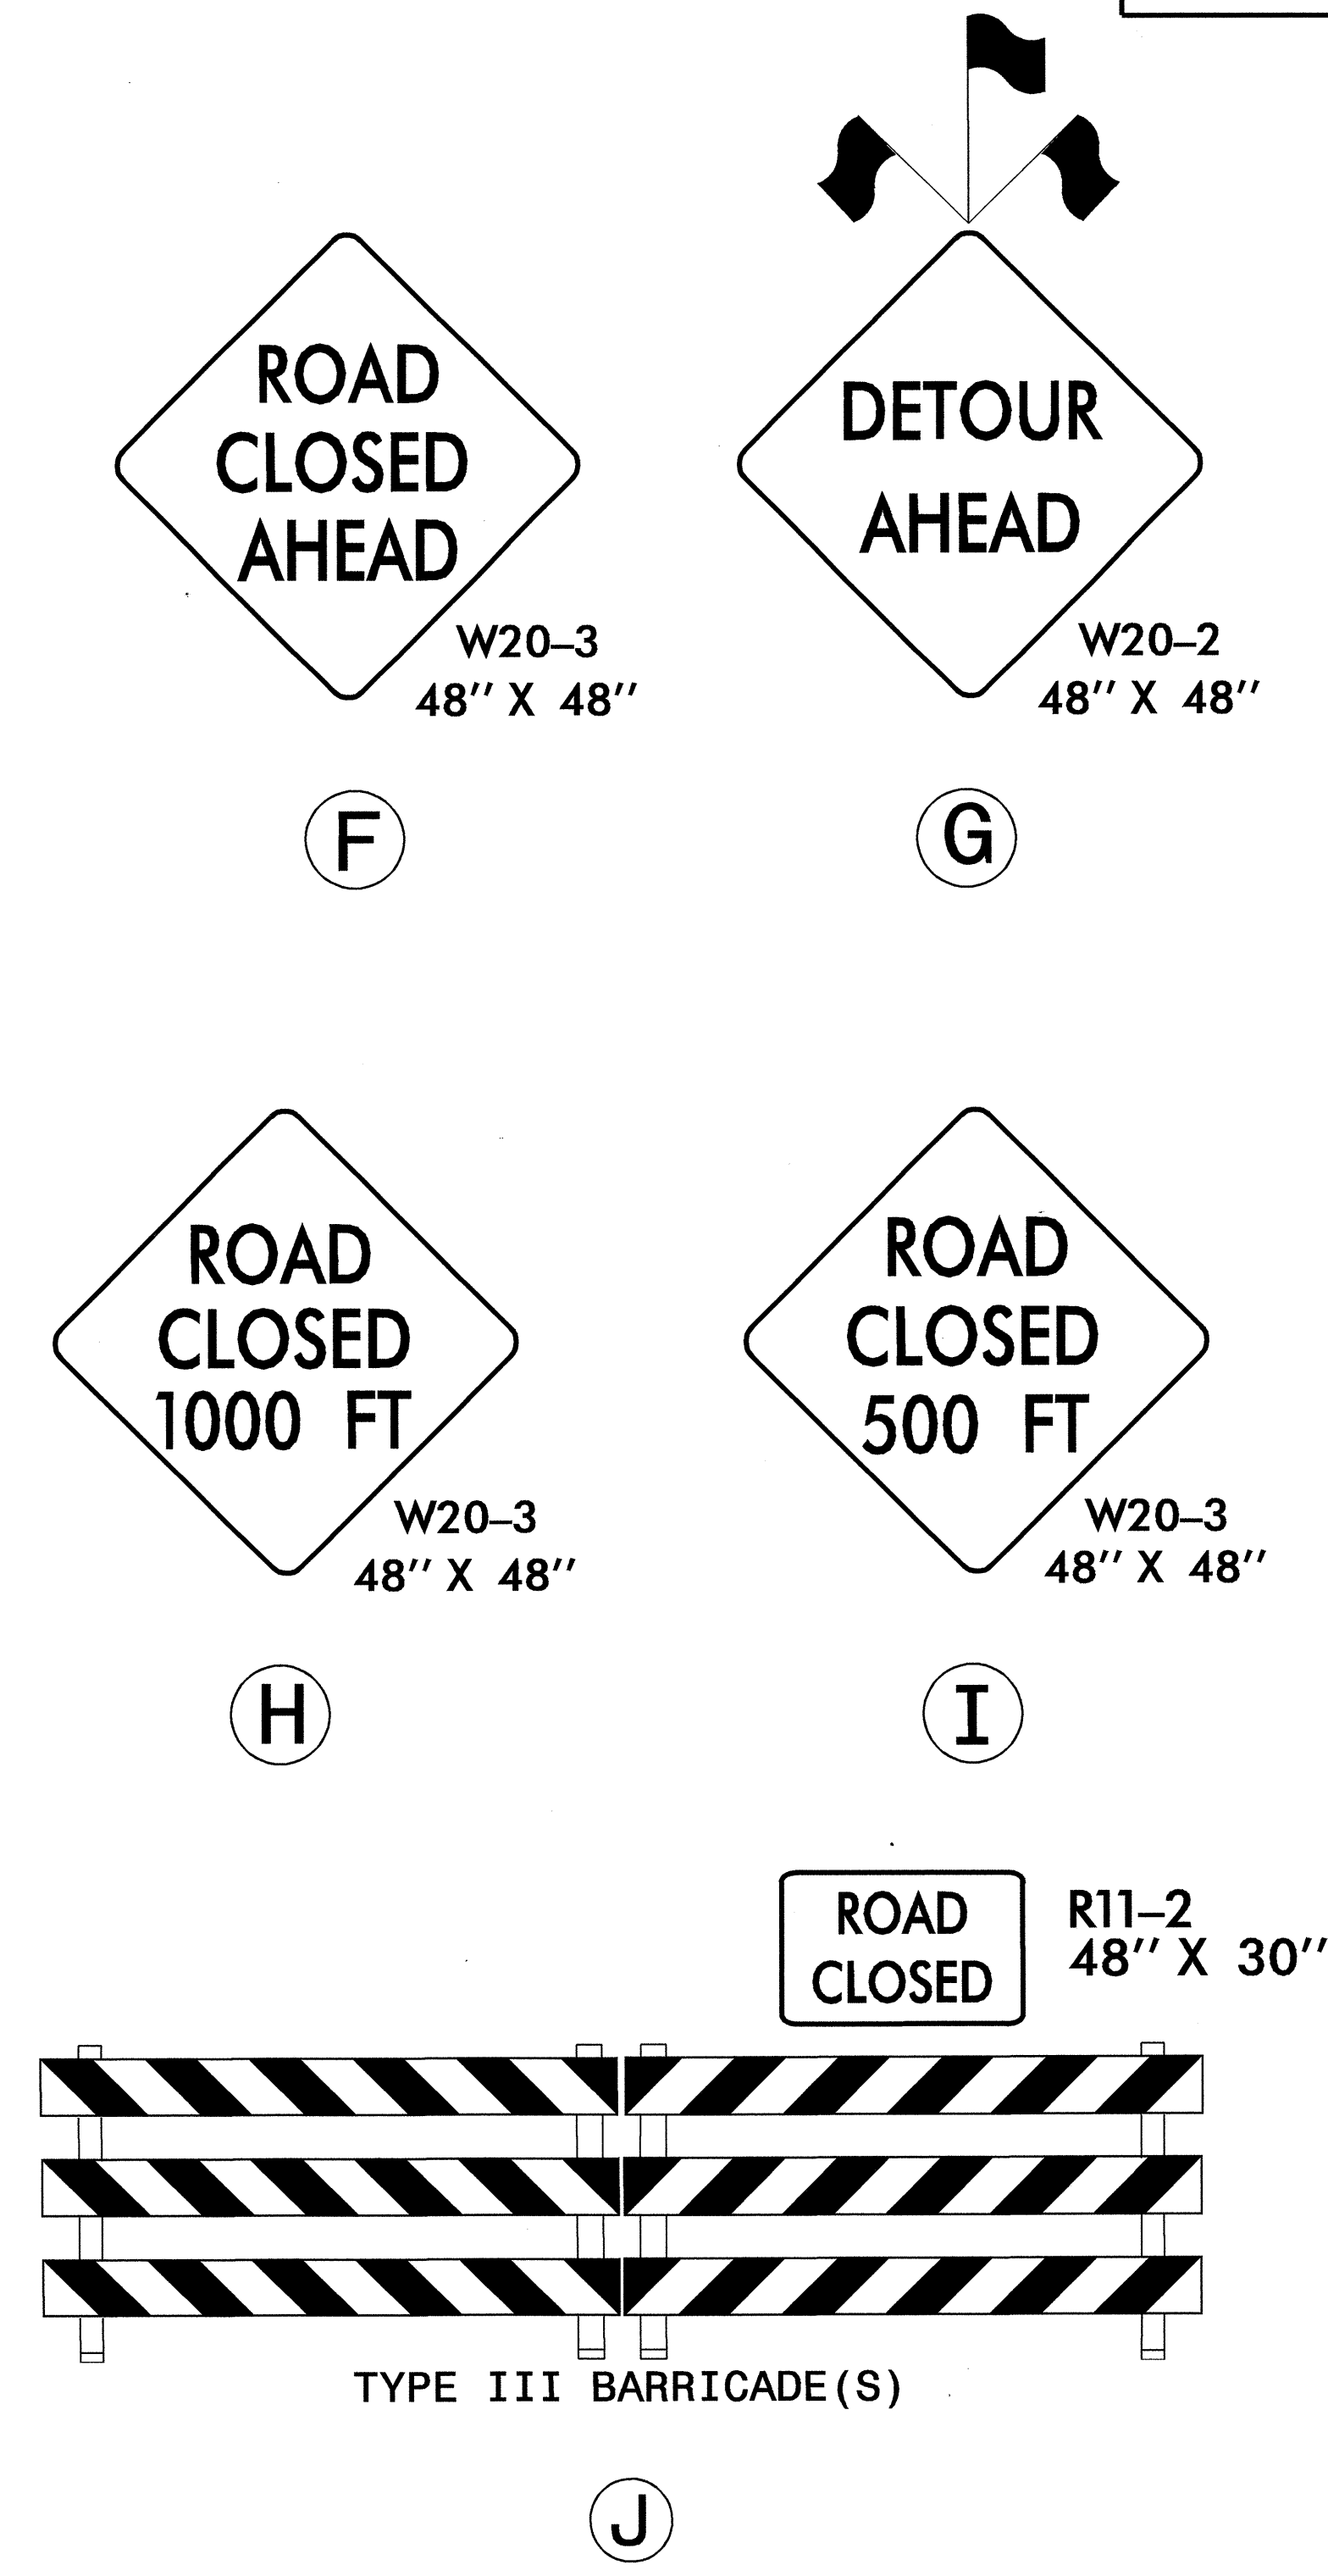 ROAD
CLOSED
AHEAD
W20–3
48" X 48"
F
DETOUR
AHEAD
W20–2
48" X 48"
G
ROAD
CLOSED
1000 FT
W20–3
48" X 48"
H
ROAD
CLOSED
500 FT
W20–3
48" X 48"
I
ROAD
CLOSED
R11–2
48" X 30"
TYPE III BARRICADE(S)
J